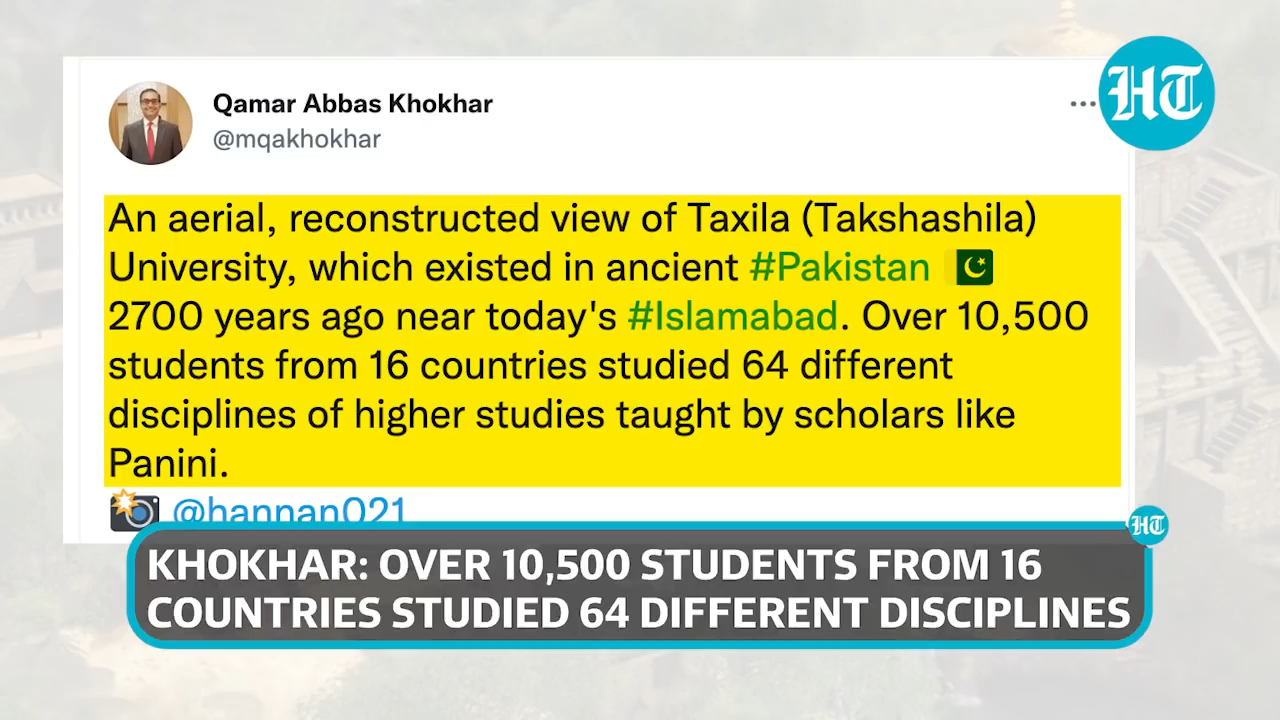 HT
Qamar Abbas Khokhar
@mqakhokhar
An aerial, reconstructed view of Taxila (Takshashila)
University, which existed in ancient #Pakistan 🇵🇰
2700 years ago near today's #Islamabad. Over 10,500
students from 16 countries studied 64 different
disciplines of higher studies taught by scholars like
Panini.
📸 @hannan021
HT
KHOKHAR: OVER 10,500 STUDENTS FROM 16
COUNTRIES STUDIED 64 DIFFERENT DISCIPLINES